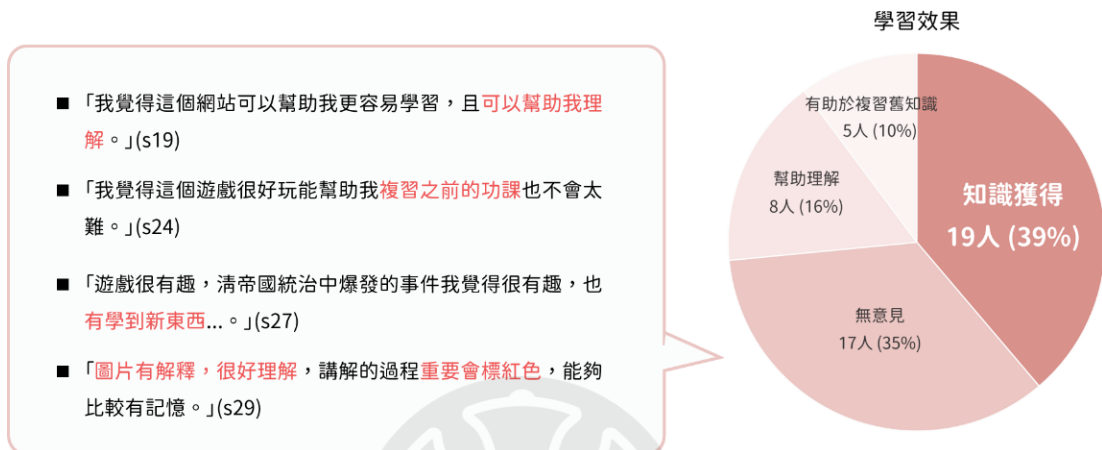 學習效果
■ 「我覺得這個網站可以幫助我更容易學習，且可以幫助我理
解。」(s19)
■ 「我覺得這個遊戲很好玩能幫助我複習之前的功課也不會太
難。」(s24)
■ 「遊戲很有趣，清帝國統治中爆發的事件我覺得很有趣，也
有學到新東西...。」(s27)
■ 「圖片有解釋，很好理解，講解的過程重要會標紅色，能夠
比較有記憶。」(s29)
有助於複習舊知識
5人 (10%)
幫助理解
8人 (16%)
知識獲得
19人 (39%)
無意見
17人 (35%)